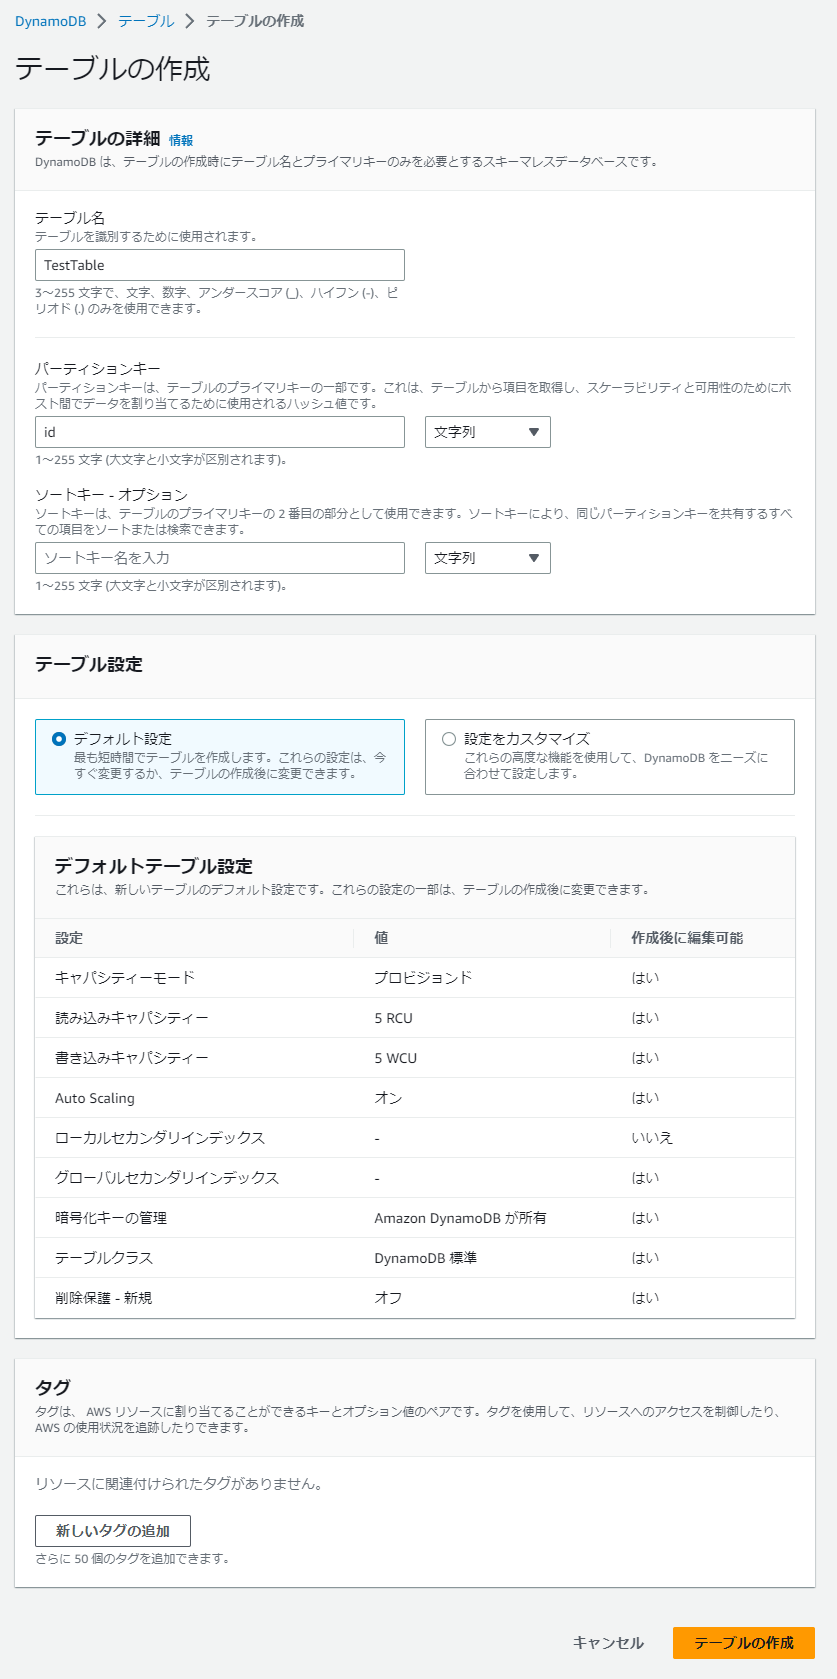 DynamoDB > テーブル > テーブルの作成
テーブルの作成
テーブルの詳細 情報
DynamoDB は、テーブルの作成時にテーブル名とプライマリキーのみを必要とするスキーマレスデータベースです。
テーブル名
テーブルを識別するために使用されます。
TestTable
3～255 文字で、文字、数字、アンダースコア (_)、ハイフン (-)、ピ
リオド (.) のみを使用できます。
パーティションキー
パーティションキーは、テーブルのプライマリキーの一部です。これは、テーブルから項目を取得し、スケーラビリティと可用性のためにホ
スト間でデータを割り当てるために使用されるハッシュ値です。
id 文字列
1～255 文字 (大文字と小文字が区別されます)。
ソートキー - オプション
ソートキーは、テーブルのプライマリキーの 2 番目の部分として使用できます。ソートキーにより、同じパーティションキーを共有するすべ
ての項目をソートまたは検索できます。
ソートキー名を入力 文字列
1～255 文字 (大文字と小文字が区別されます)。
テーブル設定
デフォルト設定
最も短時間でテーブルを作成します。これらの設定は、今
すぐ変更するか、テーブルの作成後に変更できます。
設定をカスタマイズ
これらの高度な機能を使用して、DynamoDB をニーズに
合わせて設定します。
デフォルトテーブル設定
これらは、新しいテーブルのデフォルト設定です。これらの設定の一部は、テーブルの作成後に変更できます。
設定 値 作成後に編集可能
キャパシティーモード プロビジョンド はい
読み込みキャパシティー 5 RCU はい
書き込みキャパシティー 5 WCU はい
Auto Scaling オン はい
ローカルセカンダリインデックス - いいえ
グローバルセカンダリインデックス - はい
暗号化キーの管理 Amazon DynamoDB が所有 はい
テーブルクラス DynamoDB 標準 はい
削除保護 - 新規 オフ はい
タグ
タグは、 AWS リソースに割り当てることができるキーとオプション値のペアです。タグを使用して、リソースへのアクセスを制御したり、
AWS の使用状況を追跡したりできます。
リソースに関連付けられたタグがありません。
新しいタグの追加
さらに 50 個のタグを追加できます。
キャンセル テーブルの作成